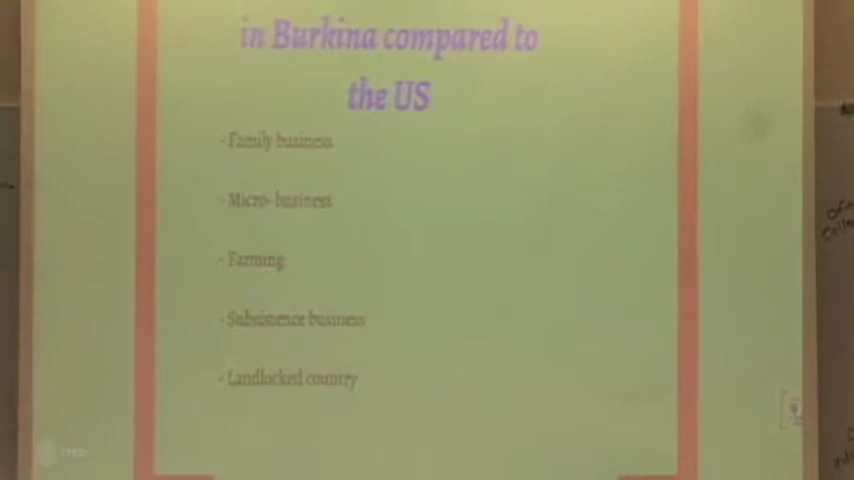 in Burkina compared to
the US
- Family business
- Micro- business
- Farming
- Subsistence business
- Landlocked country